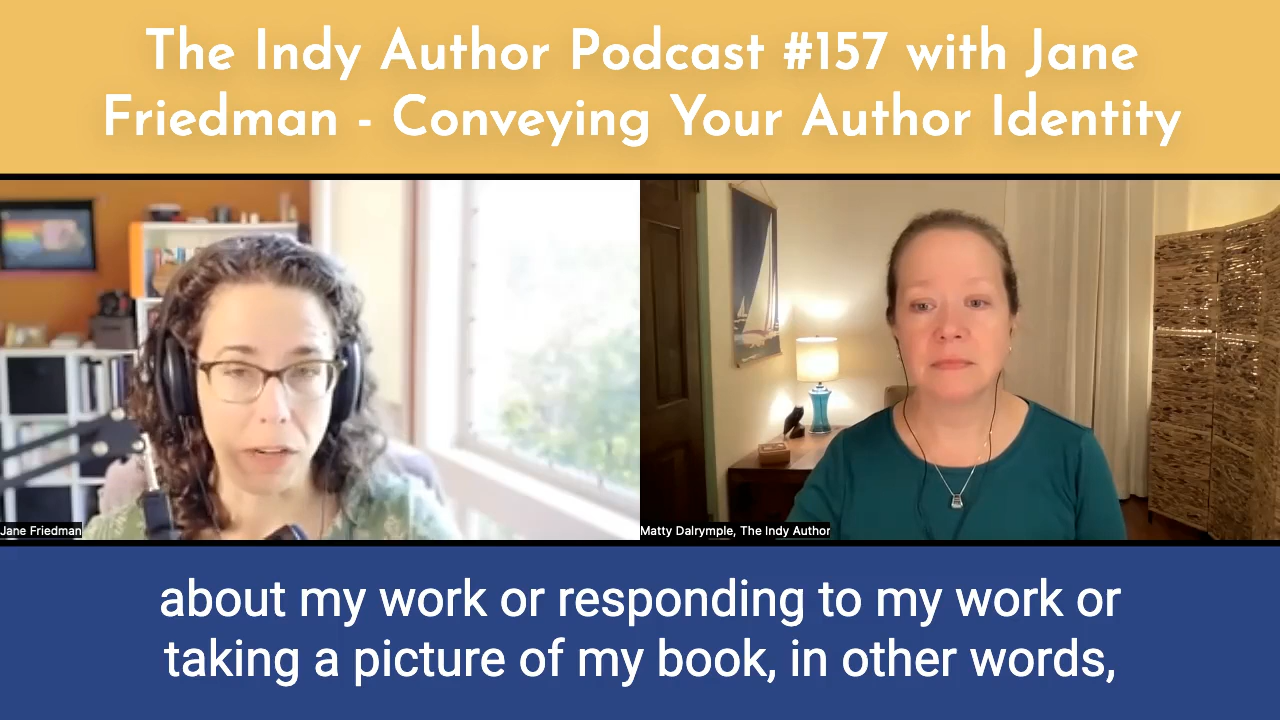 The Indy Author Podcast #157 with Jane
Friedman - Conveying Your Author Identity
Jane Friedman
Matty Dalrymple, The Indy Author
about my work or responding to my work or
taking a picture of my book, in other words,